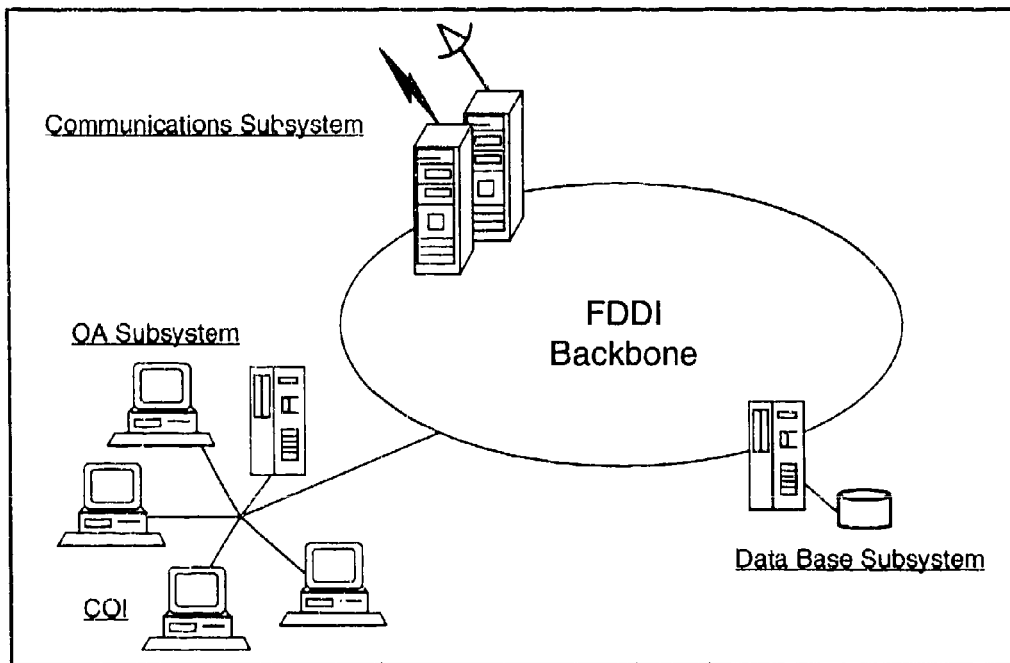 Communications Subsystem
FDDI
Backbone
OA Subsystem
Data Base Subsystem
COI